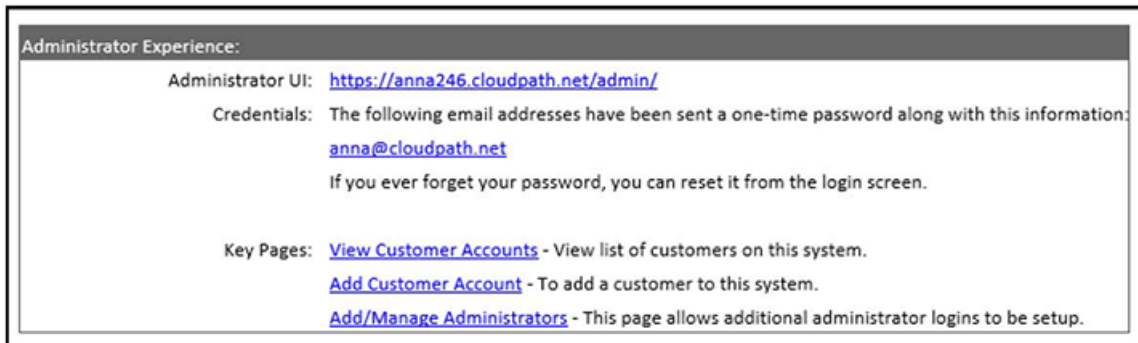 Administrator Experience:
Administrator UI: https://anna246.cloudpath.net/admin/
Credentials: The following email addresses have been sent a one-time password along with this information:
anna@cloudpath.net
If you ever forget your password, you can reset it from the login screen.
Key Pages: View Customer Accounts - View list of customers on this system.
Add Customer Account - To add a customer to this system.
Add/Manage Administrators - This page allows additional administrator logins to be setup.